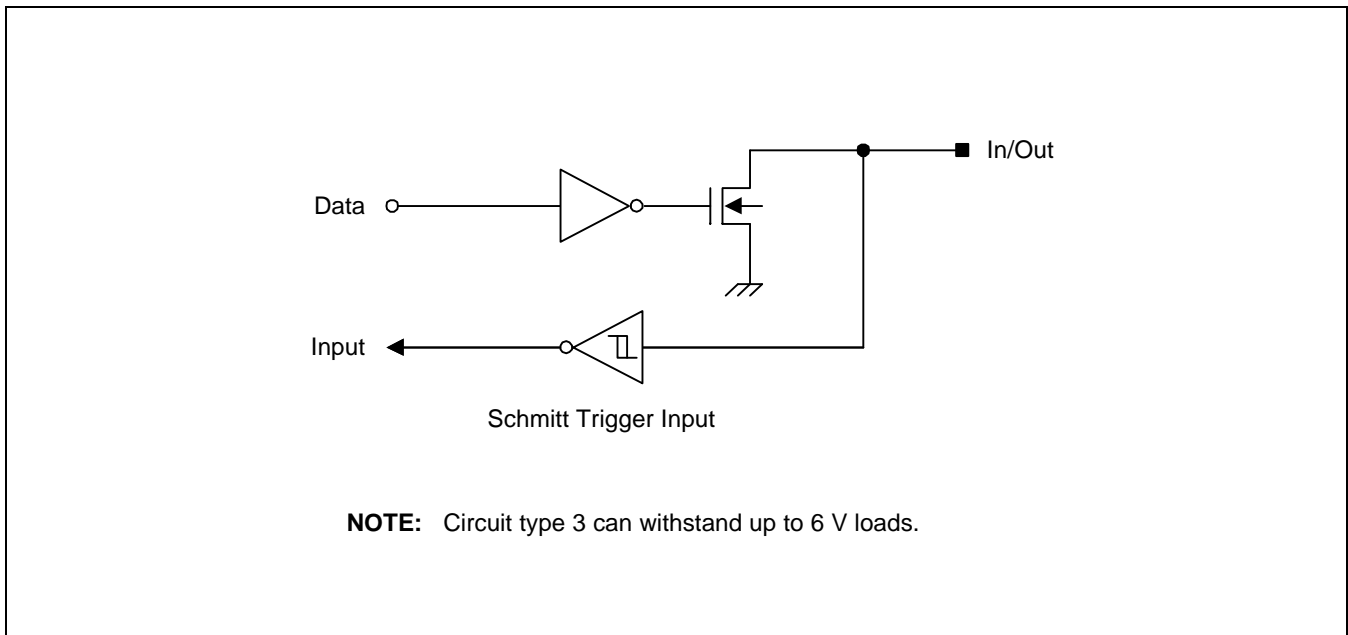 In/Out
Data
Input
Schmitt Trigger Input
NOTE: Circuit type 3 can withstand up to 6 V loads.